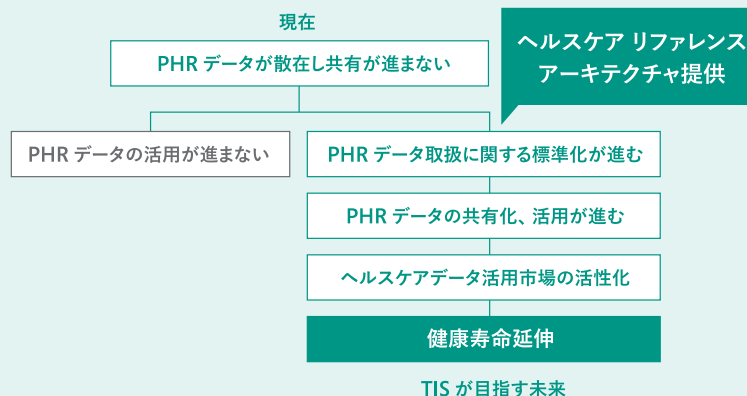 現在
PHR データが散在し共有が進まない
ヘルスケア リファレンス
アーキテクチャ提供
PHR データの活用が進まない
PHR データ取扱に関する標準化が進む
PHR データの共有化、活用が進む
ヘルスケアデータ活用市場の活性化
健康寿命延伸
TIS が目指す未来